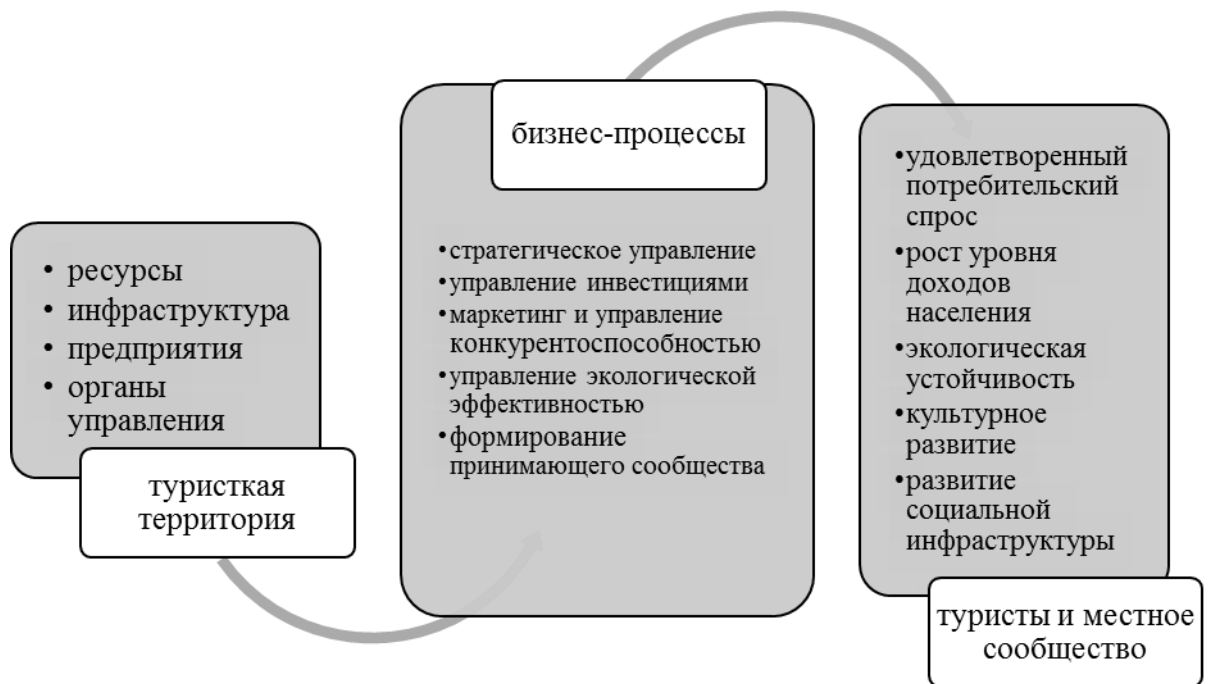 • ресурсы
• инфраструктура
• предприятия
• органы
управления
туристкая
территория
бизнес-процессы
•стратегическое управление
•управление инвестициями
•маркетинг и управление
конкурентоспособностью
•управление экологической
эффективностью
•формирование
принимающего сообщества
•удовлетворенный
потребительский
спрос
•рост уровня
доходов
населения
•экологическая
устойчивость
•культурное
развитие
•развитие
социальной
инфраструктуры
туристы и местное
сообщество